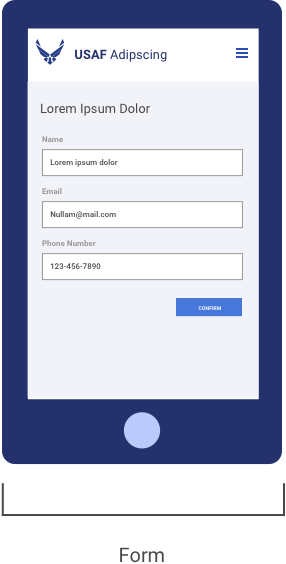 USAF Adipscing
Lorem Ipsum Dolor
Name
Lorem ipsum dolor
Email
Nullam@mail.com
Phone Number
123-456-7890
CONFIRM
Form